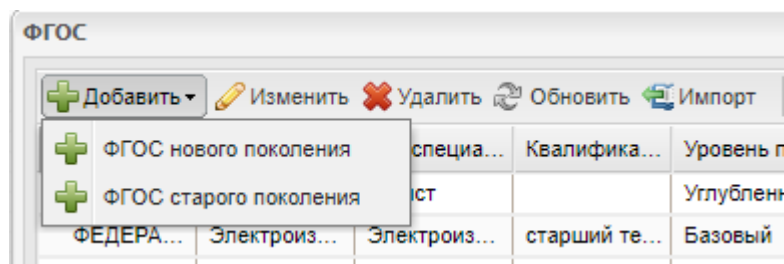 ФГОС
Добавить Изменить Удалить Обновить Импорт
ФГОС нового поколения специа... Квалифика... Уровень п
ФГОС старого поколения ст Углубленн
ФЕДЕРА... Электроиз... Электроиз... старший те... Базовый